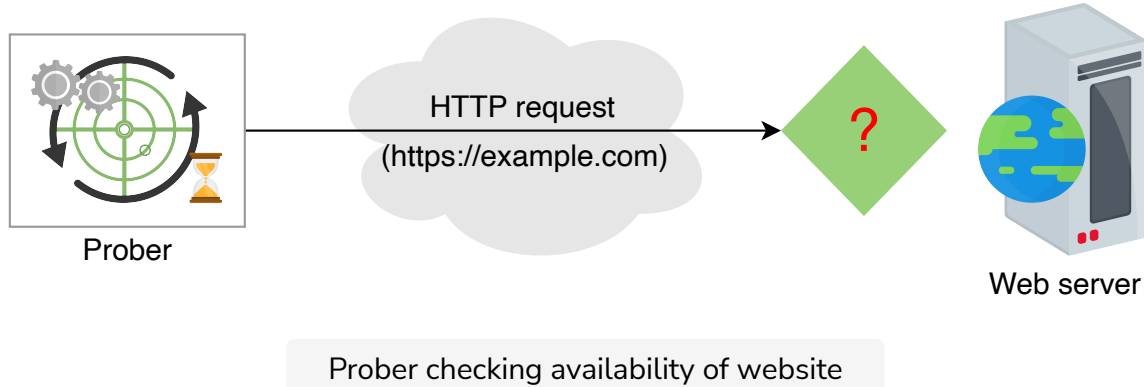 HTTP request
(https://example.com)
?
Prober
Web server
Prober checking availability of website